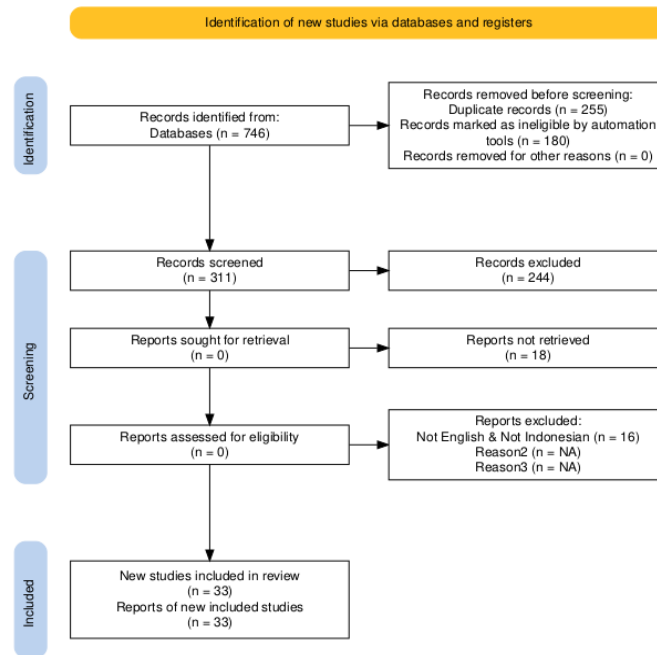 Identification of new studies via databases and registers
Identification
Records identified from:
Databases (n = 746)
Records removed before screening:
Duplicate records (n = 255)
Records marked as ineligible by automation
tools (n = 180)
Records removed for other reasons (n = 0)
Screening
Records screened
(n = 311)
Records excluded
(n = 244)
Reports sought for retrieval
(n = 0)
Reports not retrieved
(n = 18)
Reports assessed for eligibility
(n = 0)
Reports excluded:
Not English & Not Indonesian (n = 16)
Reason2 (n = NA)
Reason3 (n = NA)
Included
New studies included in review
(n = 33)
Reports of new included studies
(n = 33)